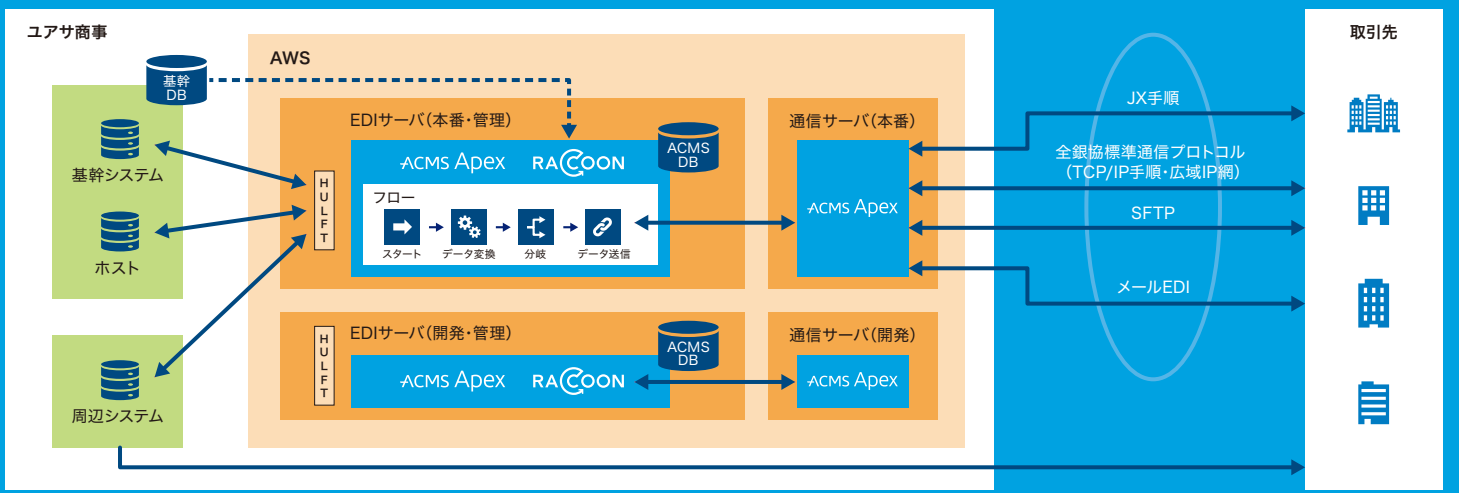 ユアサ商事
取引先
AWS
基幹
DB
EDIサーバ(本番・管理)
ACMS Apex
RACCOON
ACMS
DB
通信サーバ(本番)
ACMS Apex
JX手順
全銀協標準通信プロトコル
(TCP/IP手順・広域IP網)
SFTP
メールEDI
基幹システム
ホスト
HULFT
フロー
スタート
データ変換
分岐
データ送信
周辺システム
HULFT
EDIサーバ(開発・管理)
ACMS Apex
RACCOON
ACMS
DB
通信サーバ(開発)
ACMS Apex